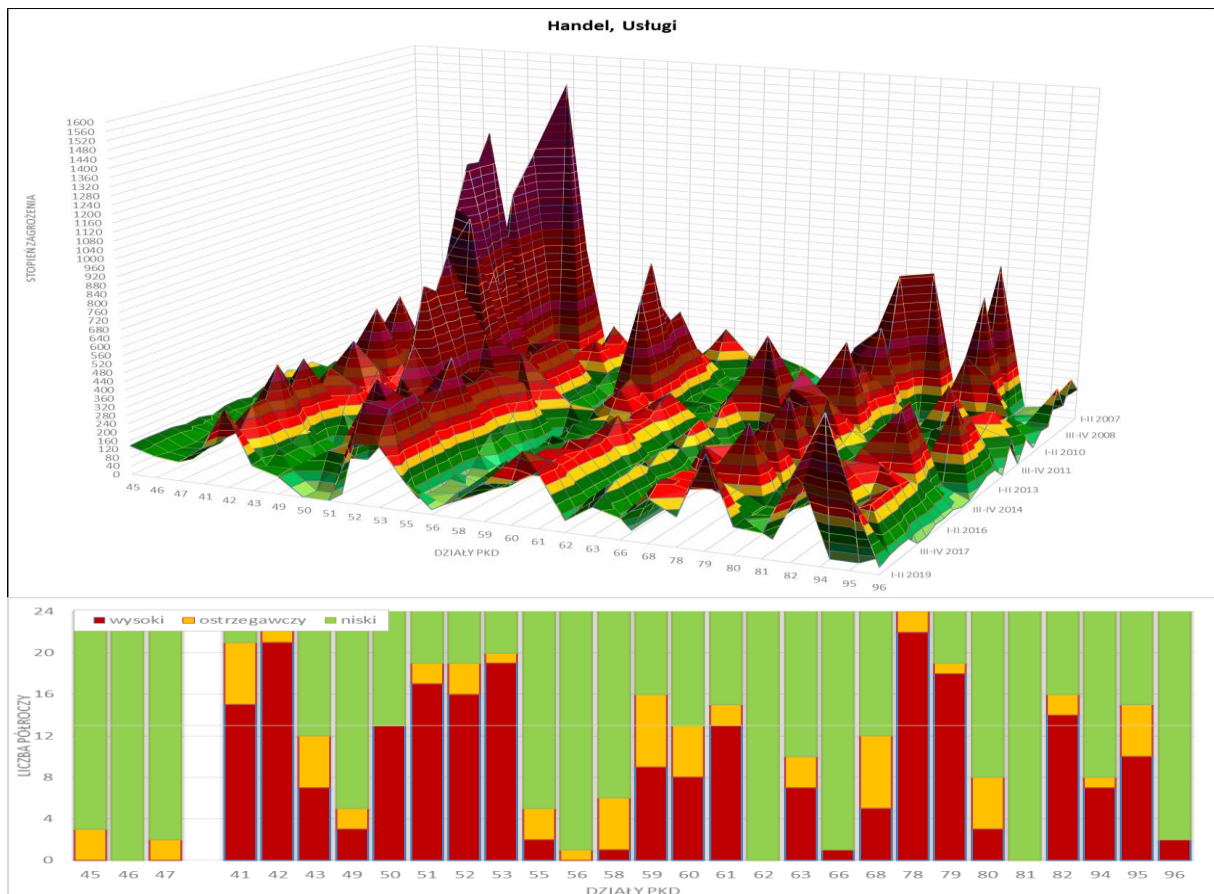 Handel, Usługi
STOPIEŃ ZAGROŻENIA
1600
1560
1520
1480
1440
1400
1360
1320
1280
1240
1200
1160
1120
1080
1040
1000
960
920
880
840
800
760
720
680
640
600
560
520
480
440
400
360
320
280
240
200
160
120
80
40
0
45 46 47 41 42 43 49 50 51 52 53 55 56 58 59 60 61 62 63 66 68 78 79 80 81 82 94 95 96
DZIAŁY PKD
I-II 2007
III-IV 2008
I-II 2010
III-IV 2011
I-II 2013
III-IV 2014
I-II 2016
III-IV 2017
I-II 2019
wysoki ostrzegawczy niski
LICZBA PÓŁROCZY
24
20
16
12
8
4
0
45 46 47 41 42 43 49 50 51 52 53 55 56 58 59 60 61 62 63 66 68 78 79 80 81 82 94 95 96
DZIAŁY PKD